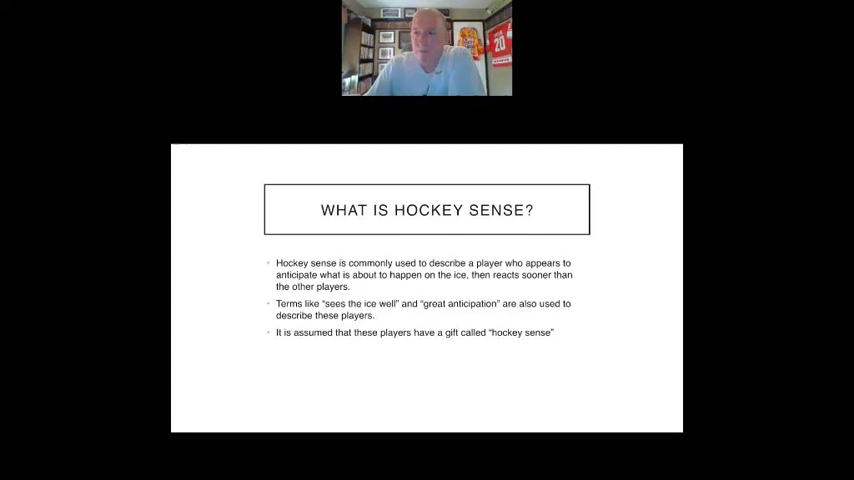 20
WHAT IS HOCKEY SENSE?
Hockey sense is commonly used to describe a player who appears to
anticipate what is about to happen on the ice, then reacts sooner than
the other players.
Terms like “sees the ice well” and “great anticipation” are also used to
describe these players.
It is assumed that these players have a gift called “hockey sense”